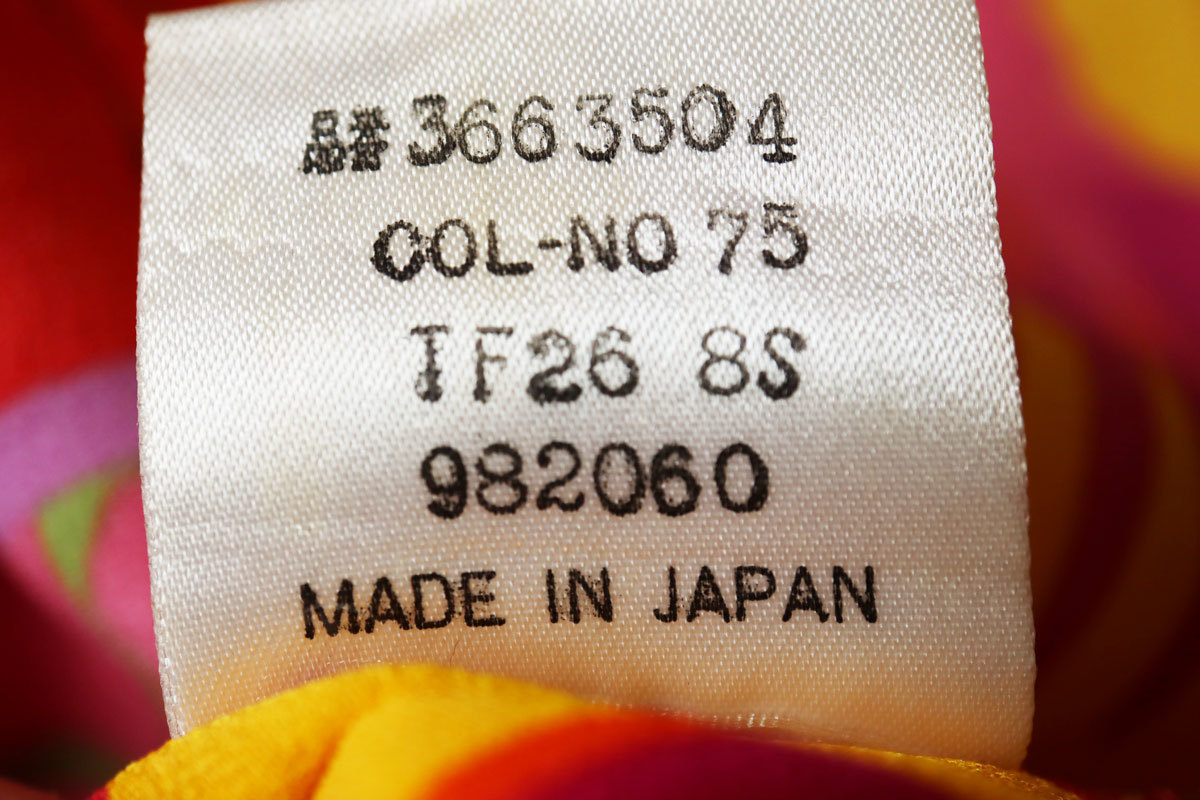 品番3663504
COL-NO 75
TF26 8S
982060
MADE IN JAPAN